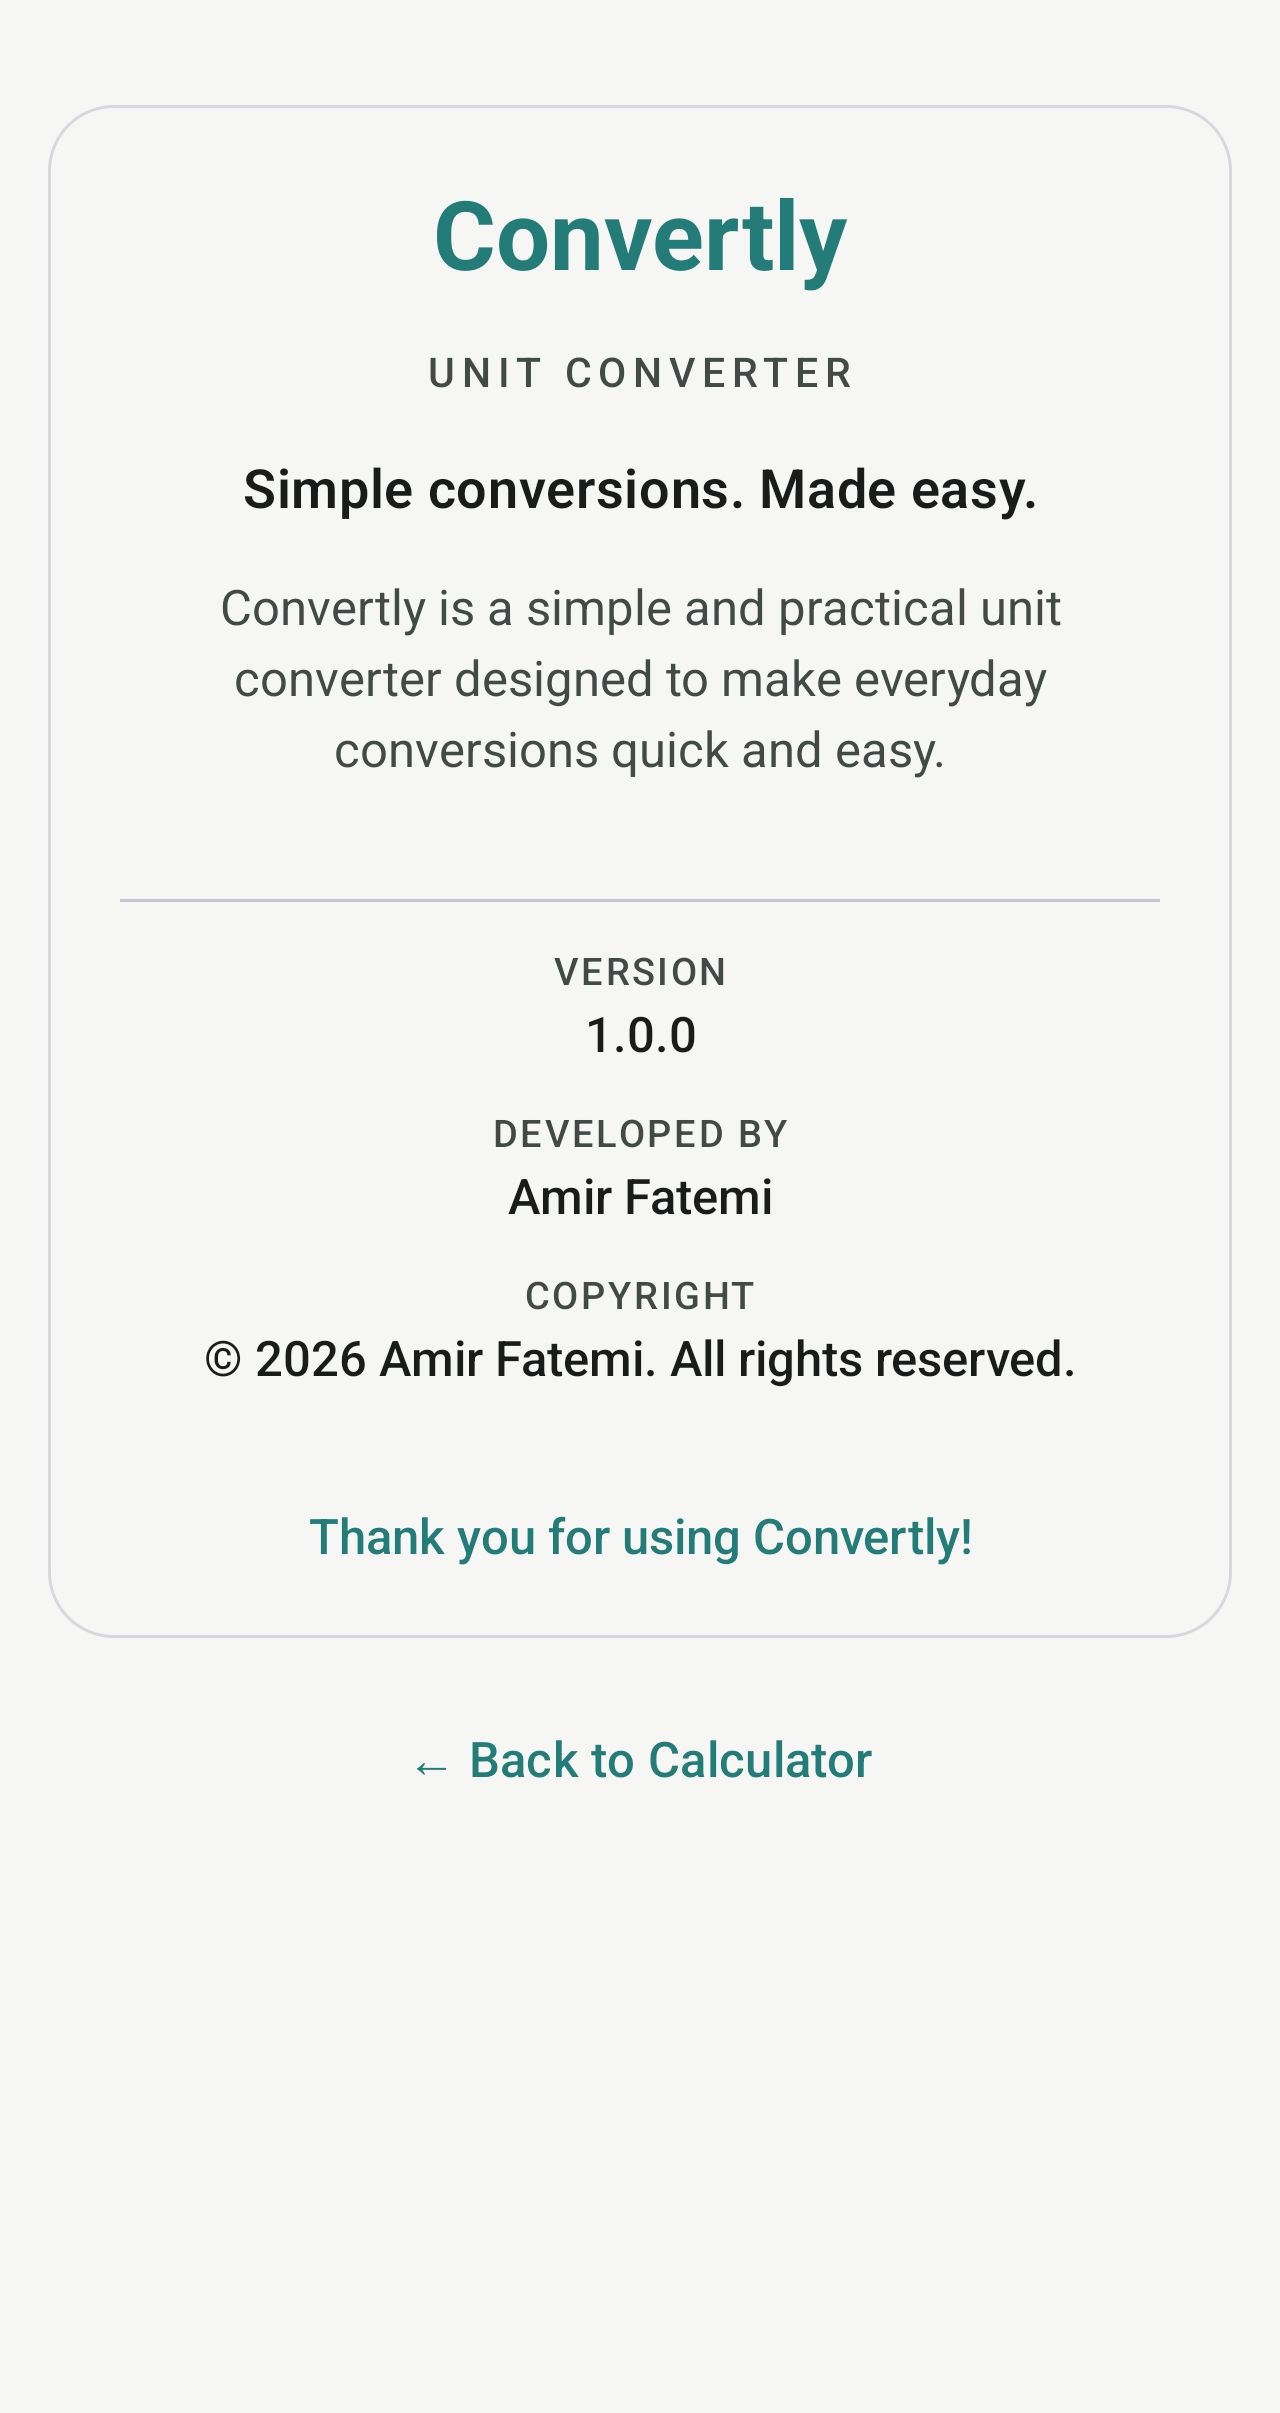 Convertly
UNIT CONVERTER
Simple conversions. Made easy.
Convertly is a simple and practical unit
converter designed to make everyday
conversions quick and easy.
VERSION
1.0.0
DEVELOPED BY
Amir Fatemi
COPYRIGHT
© 2026 Amir Fatemi. All rights reserved.
Thank you for using Convertly!
← Back to Calculator